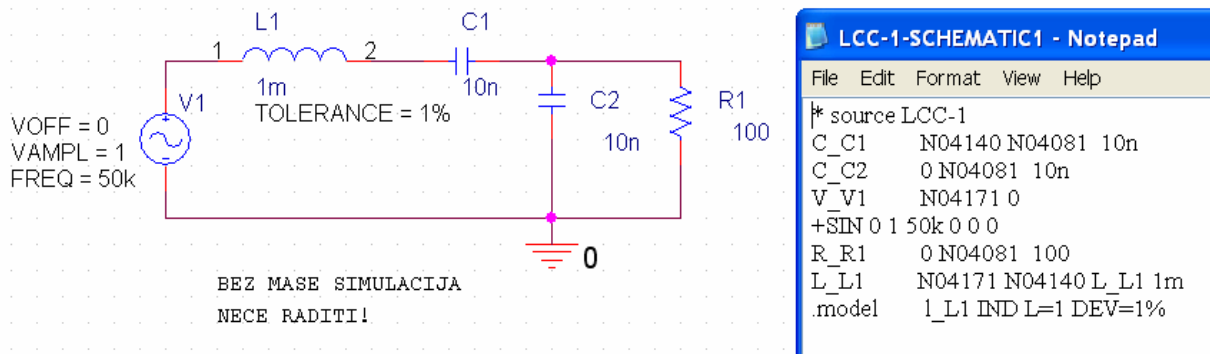 L1
C1
1
2
1m
10n
TOLERANCE = 1%
V1
VOFF = 0
VAMPL = 1
FREQ = 50k
C2
10n
R1
100
0
BEZ MASE SIMULACIJA
NECE RADITI!
LCC-1-SCHEMATIC1 - Notepad
File Edit Format View Help
* source LCC-1
C_C1 N04140 N04081 10n
C_C2 0 N04081 10n
V_V1 N04171 0
+SIN 0 1 50k 0 0 0
R_R1 0 N04081 100
L_L1 N04171 N04140 L_L1 1m
.model l_L1 IND L=1 DEV=1%